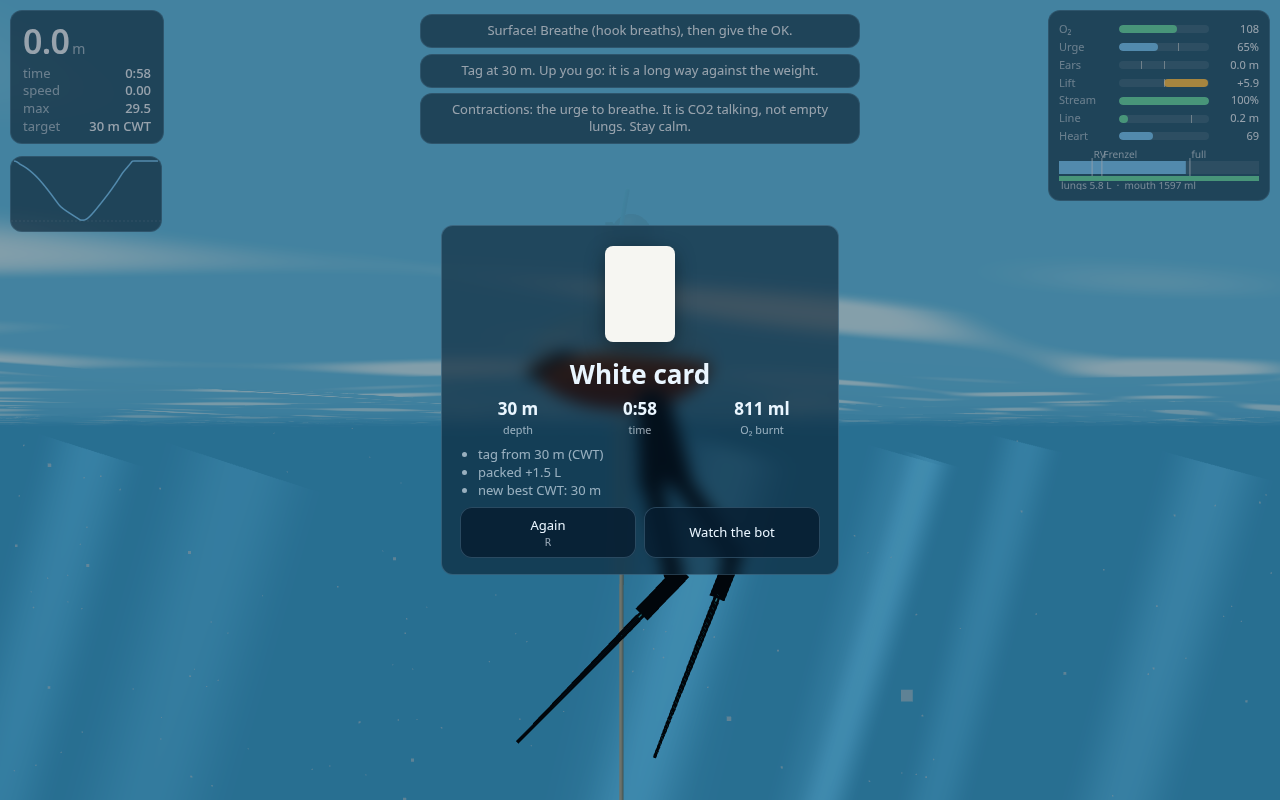 0.0 m
time 0:58
speed 0.00
max 29.5
target 30 m CWT
Surface! Breathe (hook breaths), then give the OK.
Tag at 30 m. Up you go: it is a long way against the weight.
Contractions: the urge to breathe. It is CO2 talking, not empty
lungs. Stay calm.
O₂ 108
Urge 65%
Ears 0.0 m
Lift +5.9
Stream 100%
Line 0.2 m
Heart 69
RV Frenzel full
lungs 5.8 L · mouth 1597 ml
White card
30 m 0:58 811 ml
depth time O₂ burnt
• tag from 30 m (CWT)
• packed +1.5 L
• new best CWT: 30 m
Again
R
Watch the bot